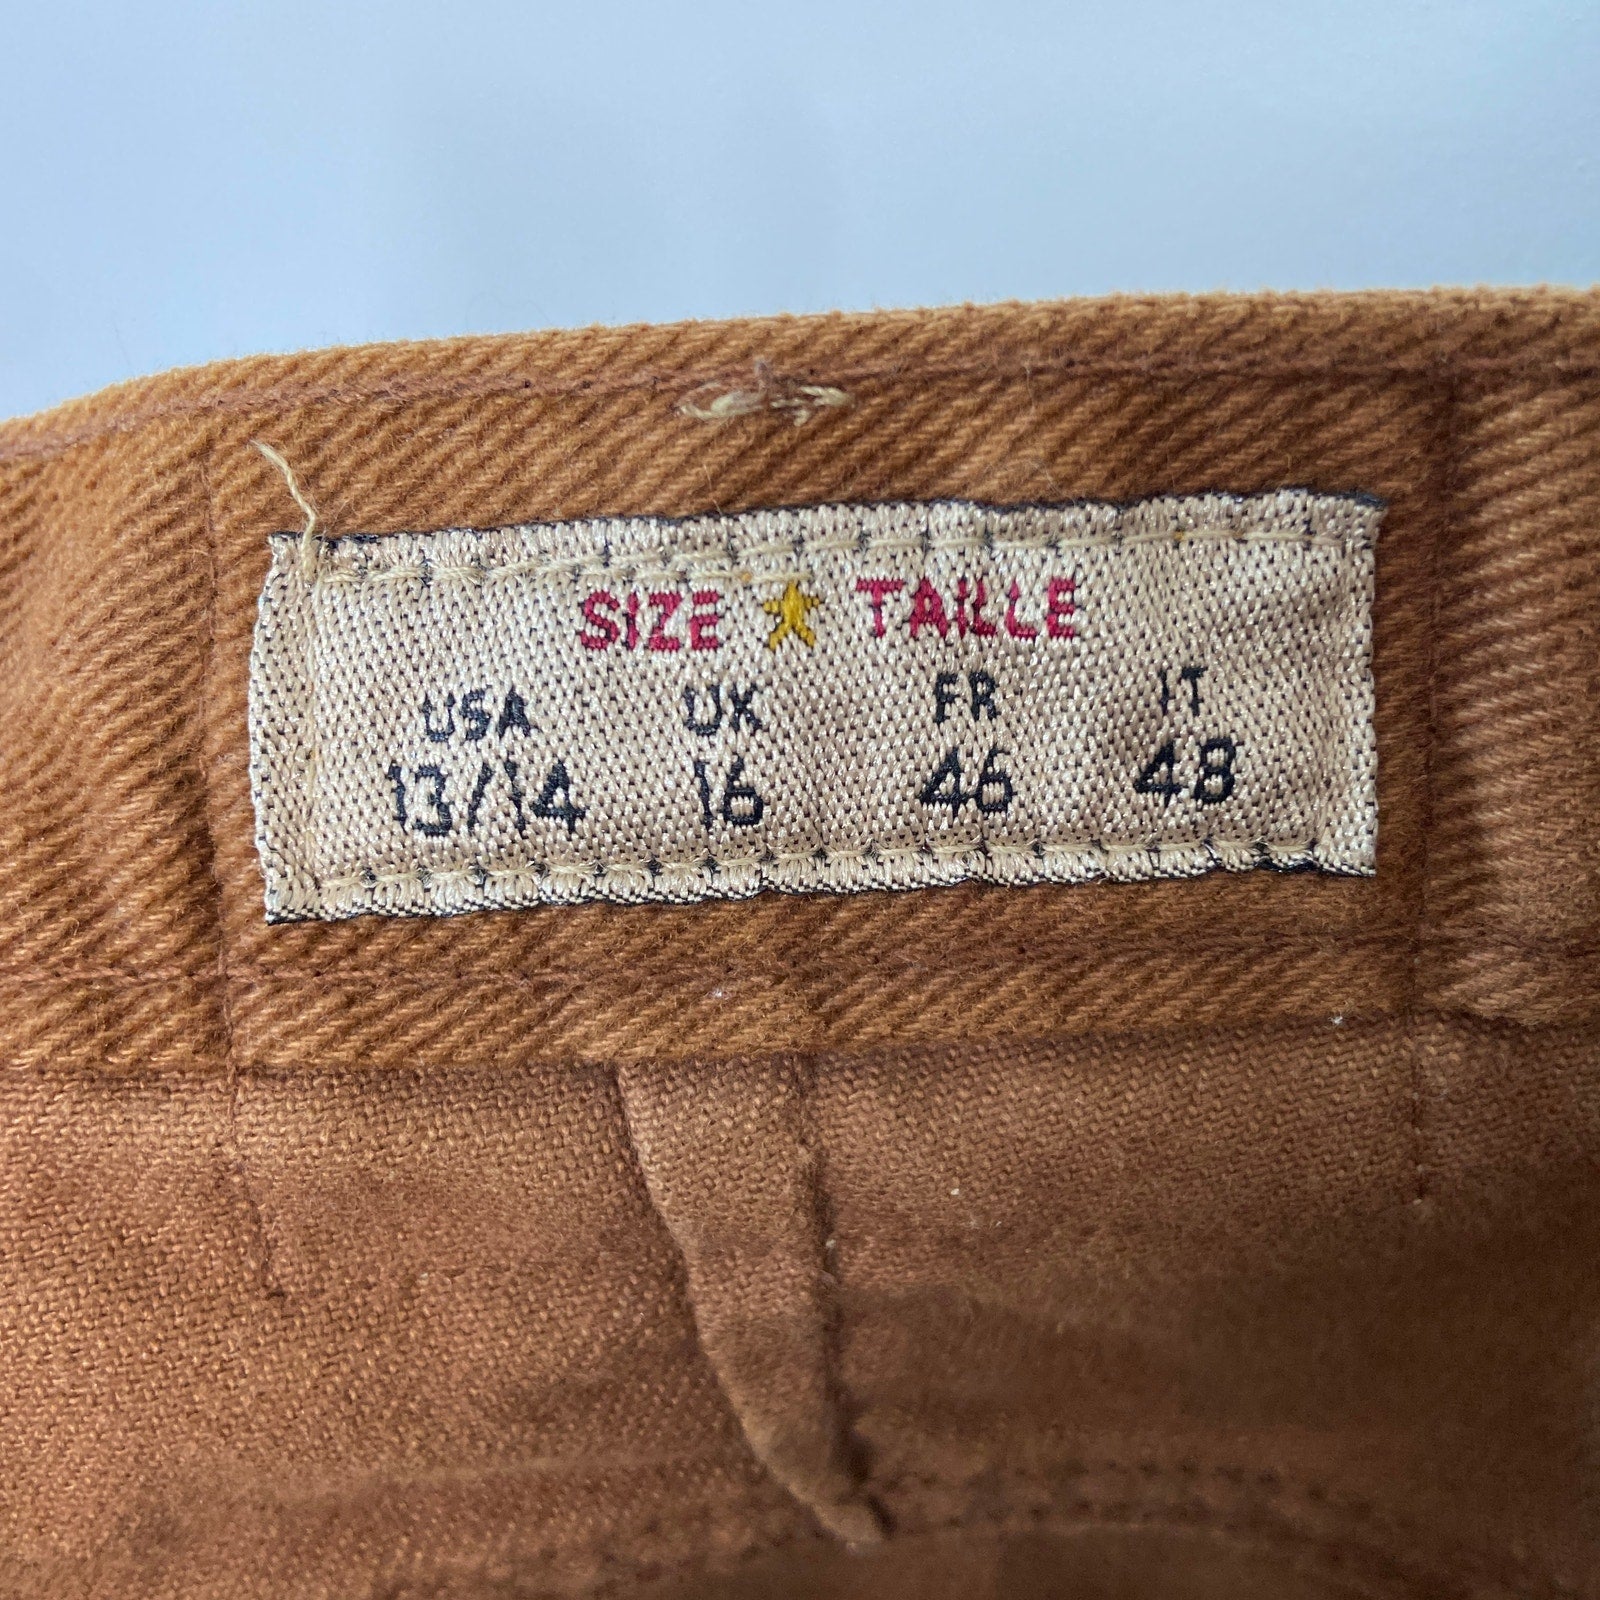 SIZE ★ TAILLE
USA UK FR IT
13/14 16 46 48